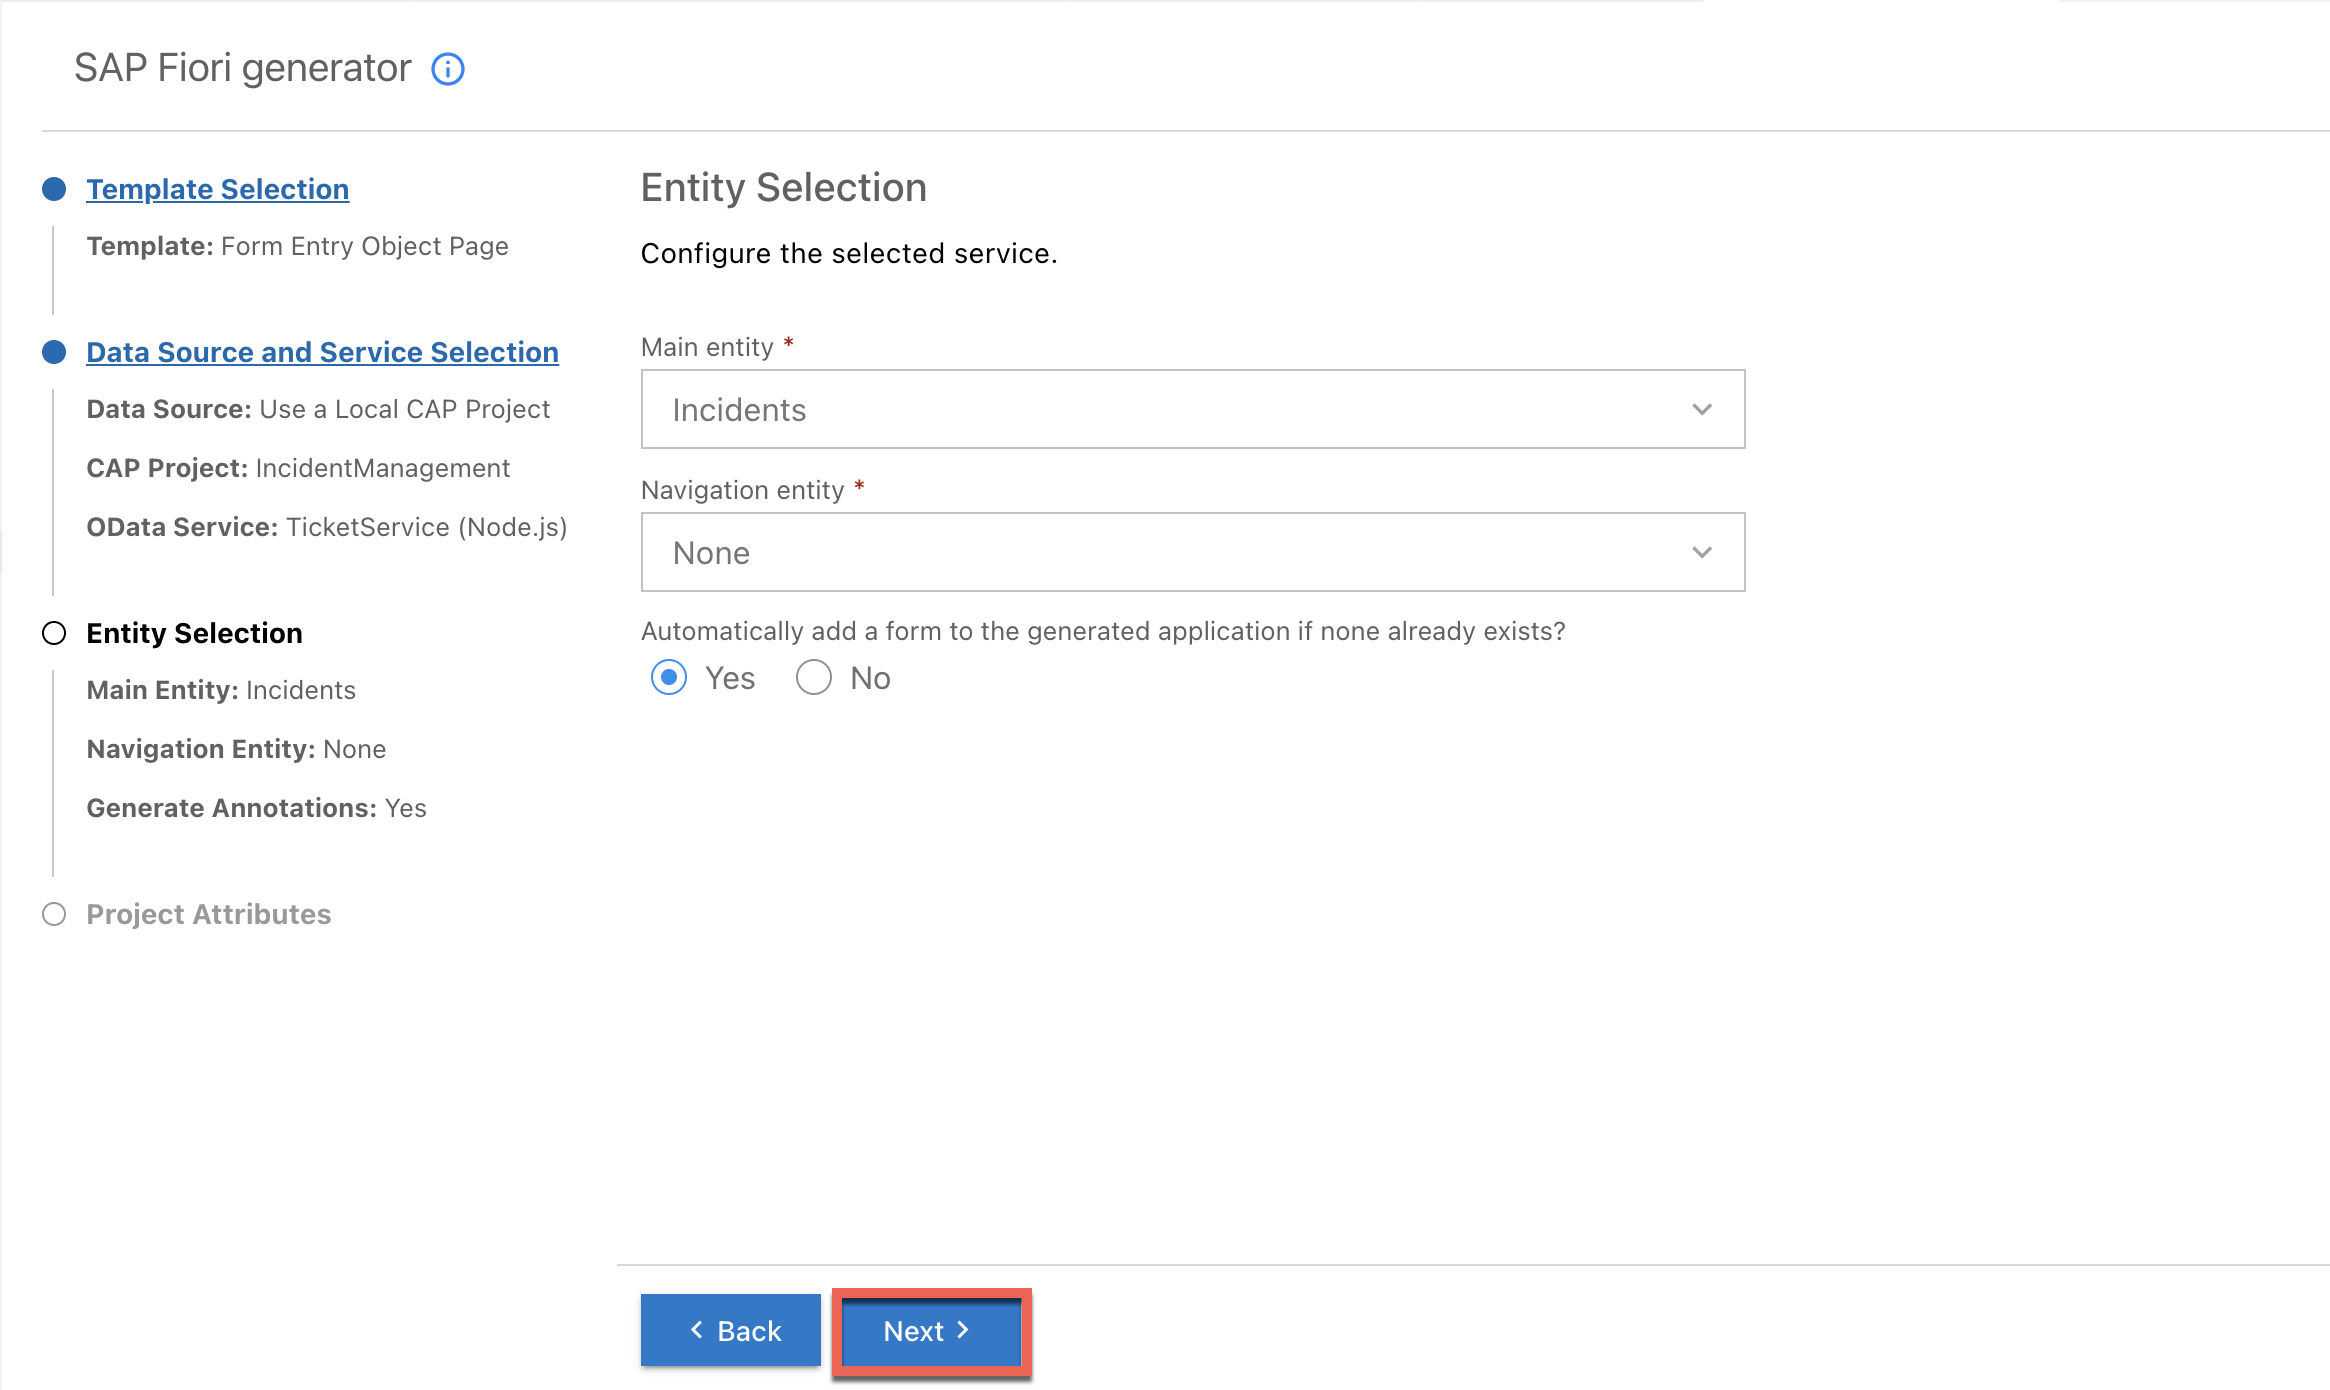 SAP Fiori generator
Template Selection
Template: Form Entry Object Page
Data Source and Service Selection
Data Source: Use a Local CAP Project
CAP Project: IncidentManagement
OData Service: TicketService (Node.js)
Entity Selection
Main Entity: Incidents
Navigation Entity: None
Generate Annotations: Yes
Project Attributes
Entity Selection
Configure the selected service.
Main entity *
Incidents
Navigation entity *
None
Automatically add a form to the generated application if none already exists?
Yes No
Back Next